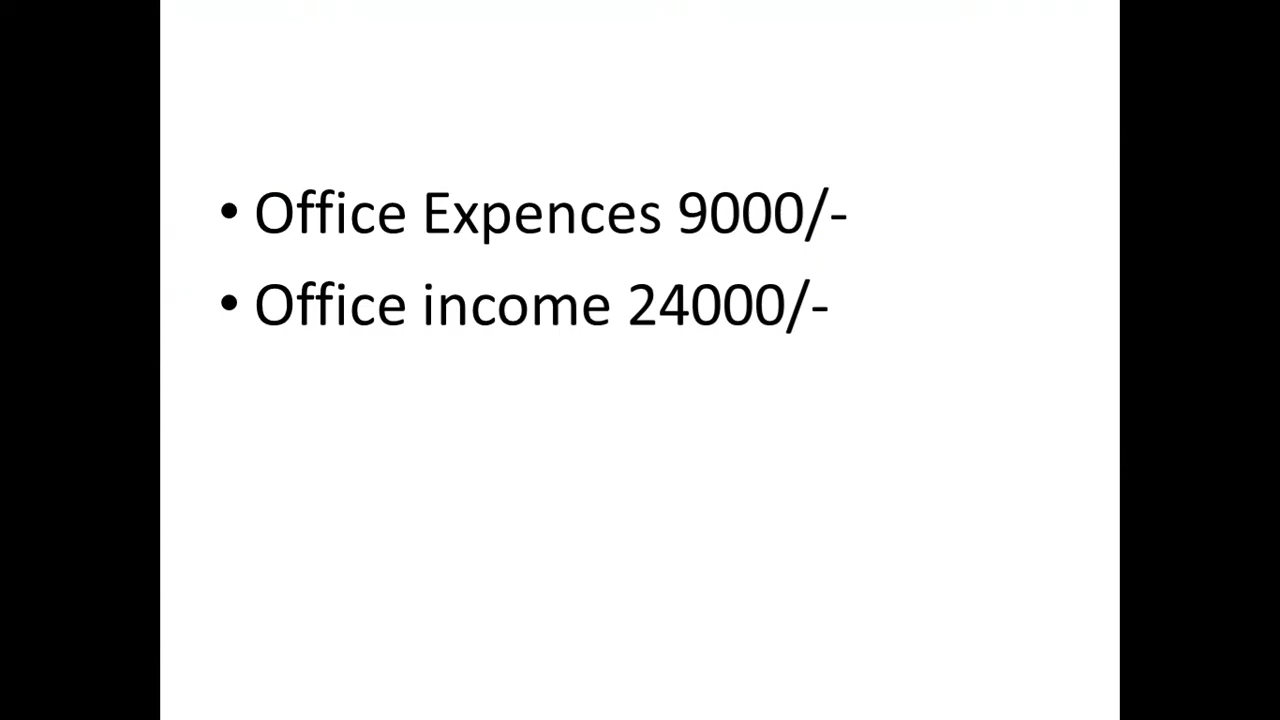 • Office Expences 9000/-
• Office income 24000/-